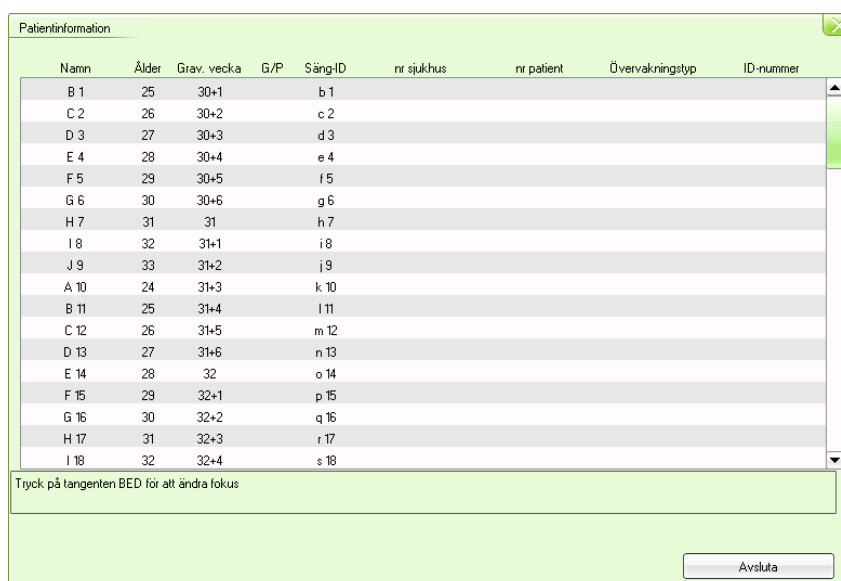 Patientinformation
Namn Ålder Grav. vecka G/P Säng-ID nr sjukhus nr patient Övervakningstyp ID-nummer
B 1 25 30+1 b 1
C 2 26 30+2 c 2
D 3 27 30+3 d 3
E 4 28 30+4 e 4
F 5 29 30+5 f 5
G 6 30 30+6 g 6
H 7 31 31 h 7
I 8 32 31+1 i 8
J 9 33 31+2 j 9
A 10 24 31+3 k 10
B 11 25 31+4 l 11
C 12 26 31+5 m 12
D 13 27 31+6 n 13
E 14 28 32 o 14
F 15 29 32+1 p 15
G 16 30 32+2 q 16
H 17 31 32+3 r 17
I 18 32 32+4 s 18
Tryck på tangenten BED för att ändra fokus
Avsluta